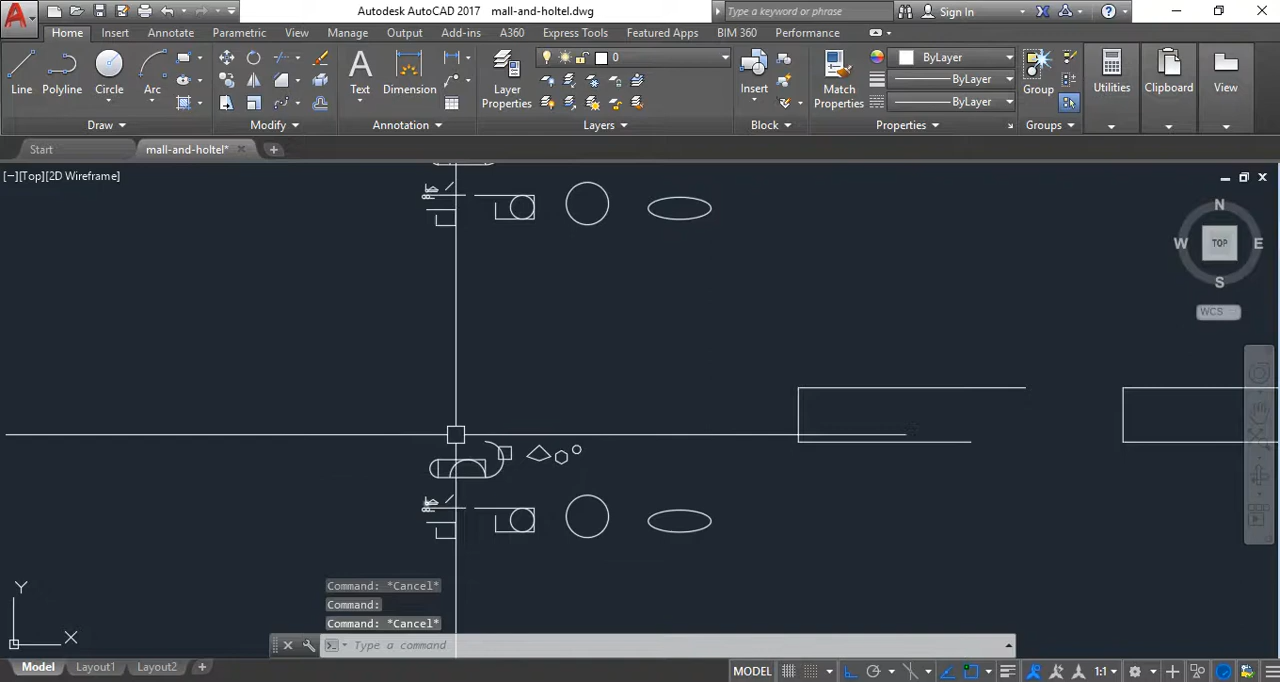 Autodesk AutoCAD 2017 mall-and-holtel.dwg
Type a keyword or phrase
Sign In
Home Insert Annotate Parametric View Manage Output Add-ins A360 Express Tools Featured Apps BIM 360 Performance
0
ByLayer
ByLayer
ByLayer
Line Polyline Circle Arc
Text Dimension
Layer Properties
Insert
Match Properties
Group
Utilities Clipboard View
Draw Modify Annotation Layers Block Properties Groups
Start mall-and-holtel*
[−][Top][2D Wireframe]
N
W TOP E
S
WCS
Command: *Cancel*
Command:
Command: *Cancel*
Type a command
Y
X
Model Layout1 Layout2
MODEL 1:1